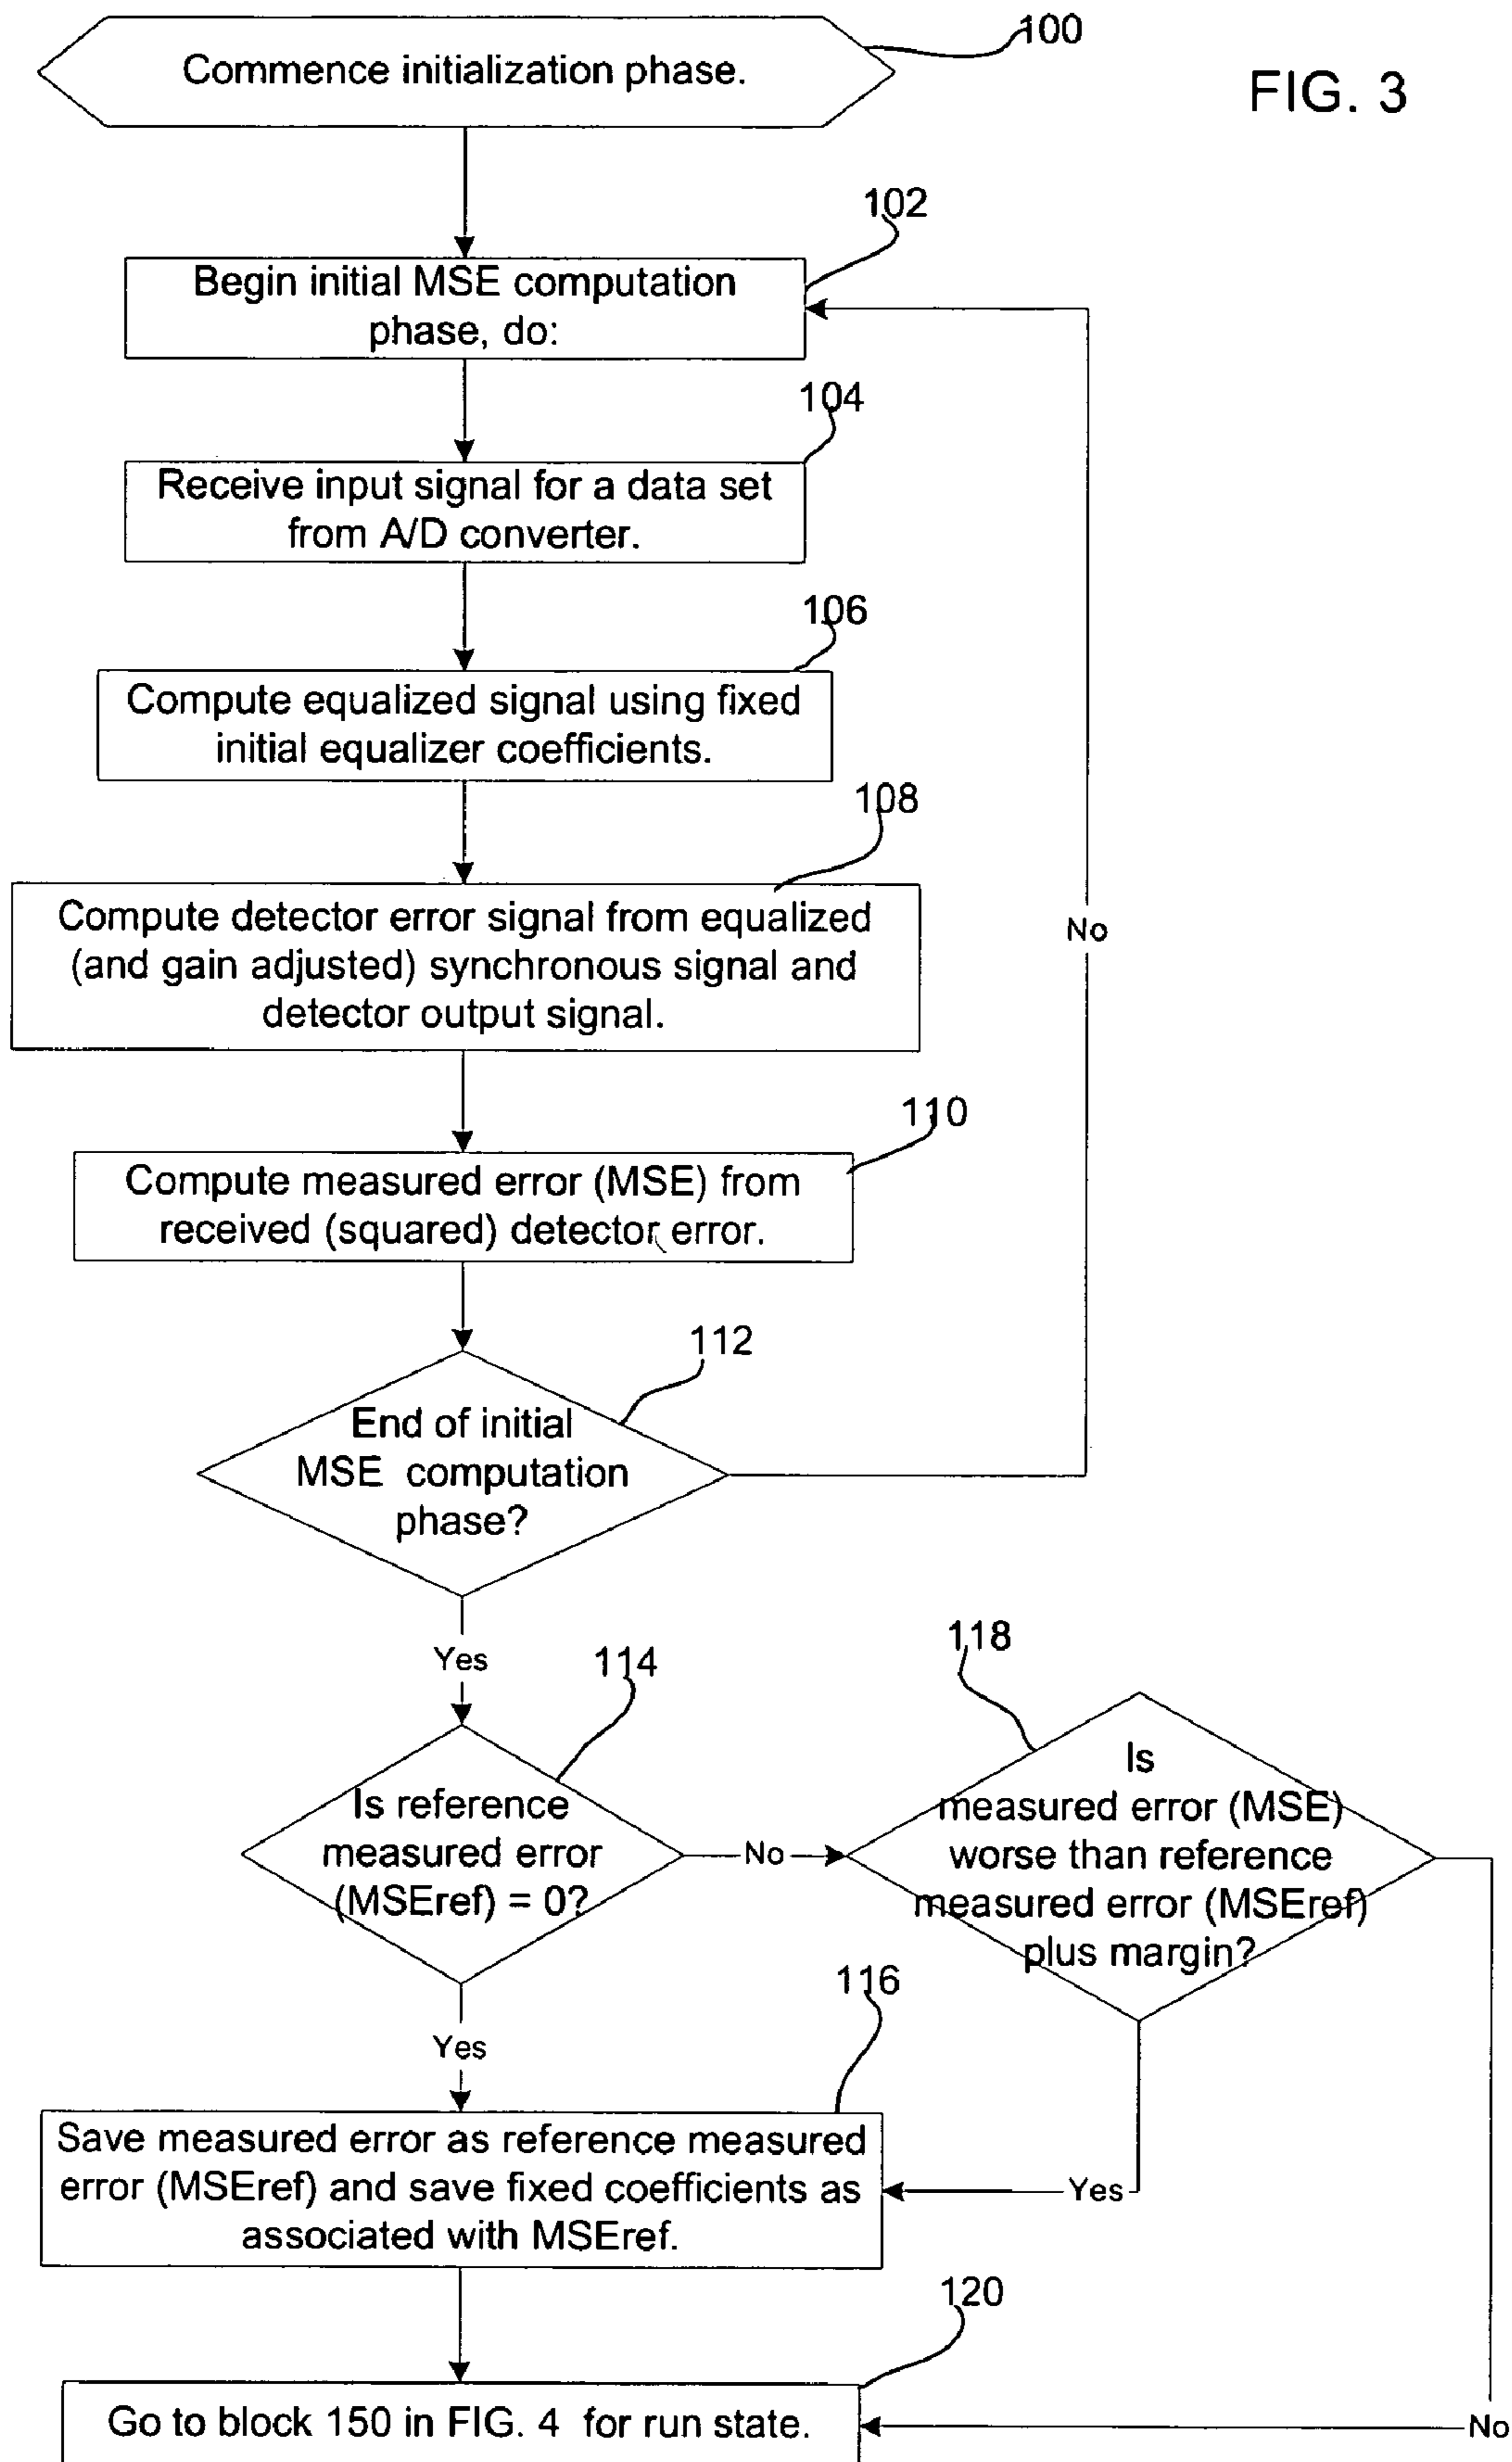 100
Commence initialization phase.
FIG. 3
102
Begin initial MSE computation
phase, do:
104
Receive input signal for a data set
from A/D converter.
106
Compute equalized signal using fixed
initial equalizer coefficients.
108
Compute detector error signal from equalized
(and gain adjusted) synchronous signal and
detector output signal.
No
110
Compute measured error (MSE) from
received (squared) detector error.
112
End of initial
MSE computation
phase?
Yes
114
Is reference
measured error
(MSEref) = 0?
No
118
Is
measured error (MSE)
worse than reference
measured error (MSEref)
plus margin?
Yes
116
Save measured error as reference measured
error (MSEref) and save fixed coefficients as
associated with MSEref.
Yes
120
Go to block 150 in FIG. 4 for run state.
No